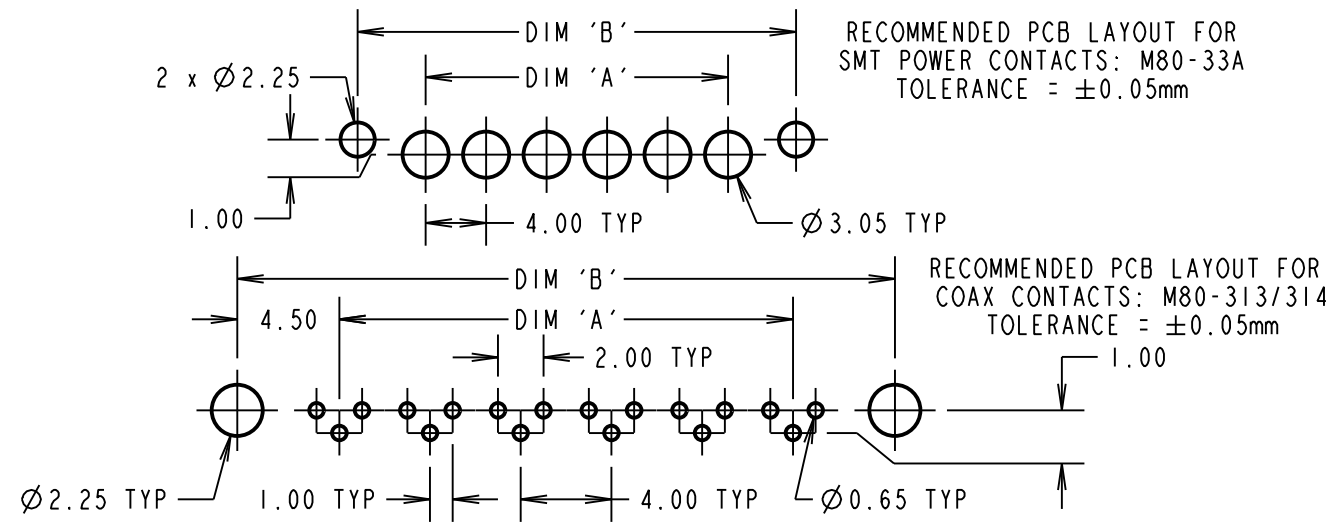 DIM 'B'
RECOMMENDED PCB LAYOUT FOR
SMT POWER CONTACTS: M80-33A
TOLERANCE = ±0.05mm
2 x Ø2.25
DIM 'A'
1.00
4.00 TYP
Ø3.05 TYP
DIM 'B'
RECOMMENDED PCB LAYOUT FOR
COAX CONTACTS: M80-313/314
TOLERANCE = ±0.05mm
4.50
DIM 'A'
2.00 TYP
1.00
Ø2.25 TYP
1.00 TYP
4.00 TYP
Ø0.65 TYP